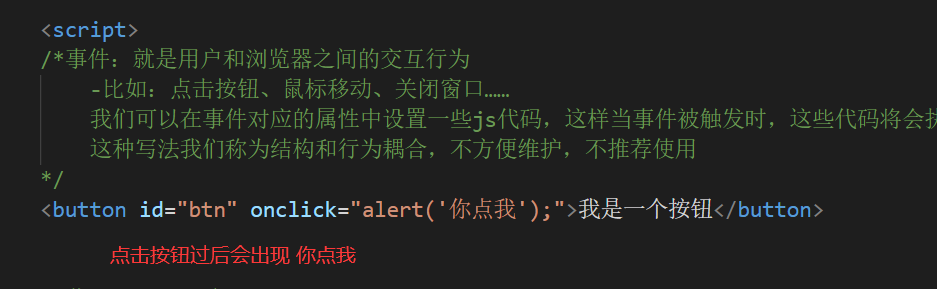 <script>
/*事件：就是用户和浏览器之间的交互行为
-比如：点击按钮、鼠标移动、关闭窗口……
我们可以在事件对应的属性中设置一些js代码，这样当事件被触发时，这些代码将会
这种写法我们称为结构和行为耦合，不方便维护，不推荐使用
*/
<button id="btn" onclick="alert('你点我');">我是一个按钮</button>
点击按钮过后会出现 你点我